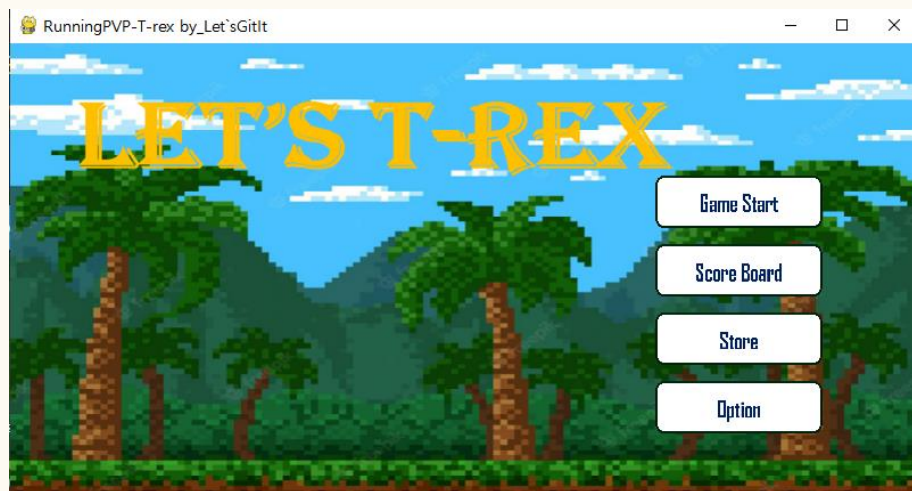 RunningPVP-T-rex by_Let`sGitIt
LET'S T-REX
Game Start
Score Board
Store
Option